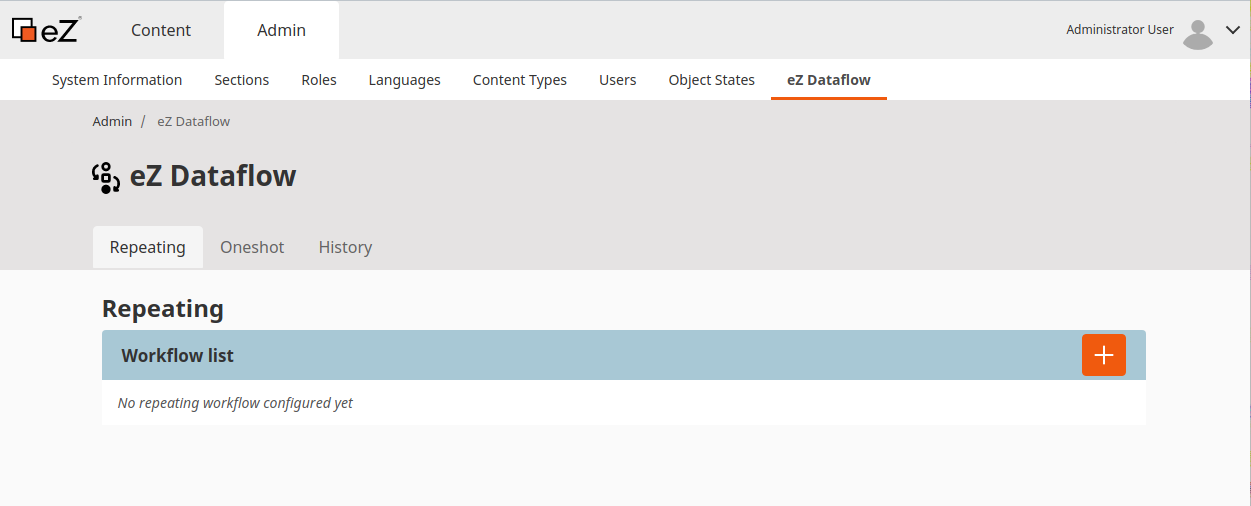 eZ Content Admin Administrator User
System Information Sections Roles Languages Content Types Users Object States eZ Dataflow
Admin / eZ Dataflow
eZ Dataflow
Repeating Oneshot History
Repeating
Workflow list
No repeating workflow configured yet